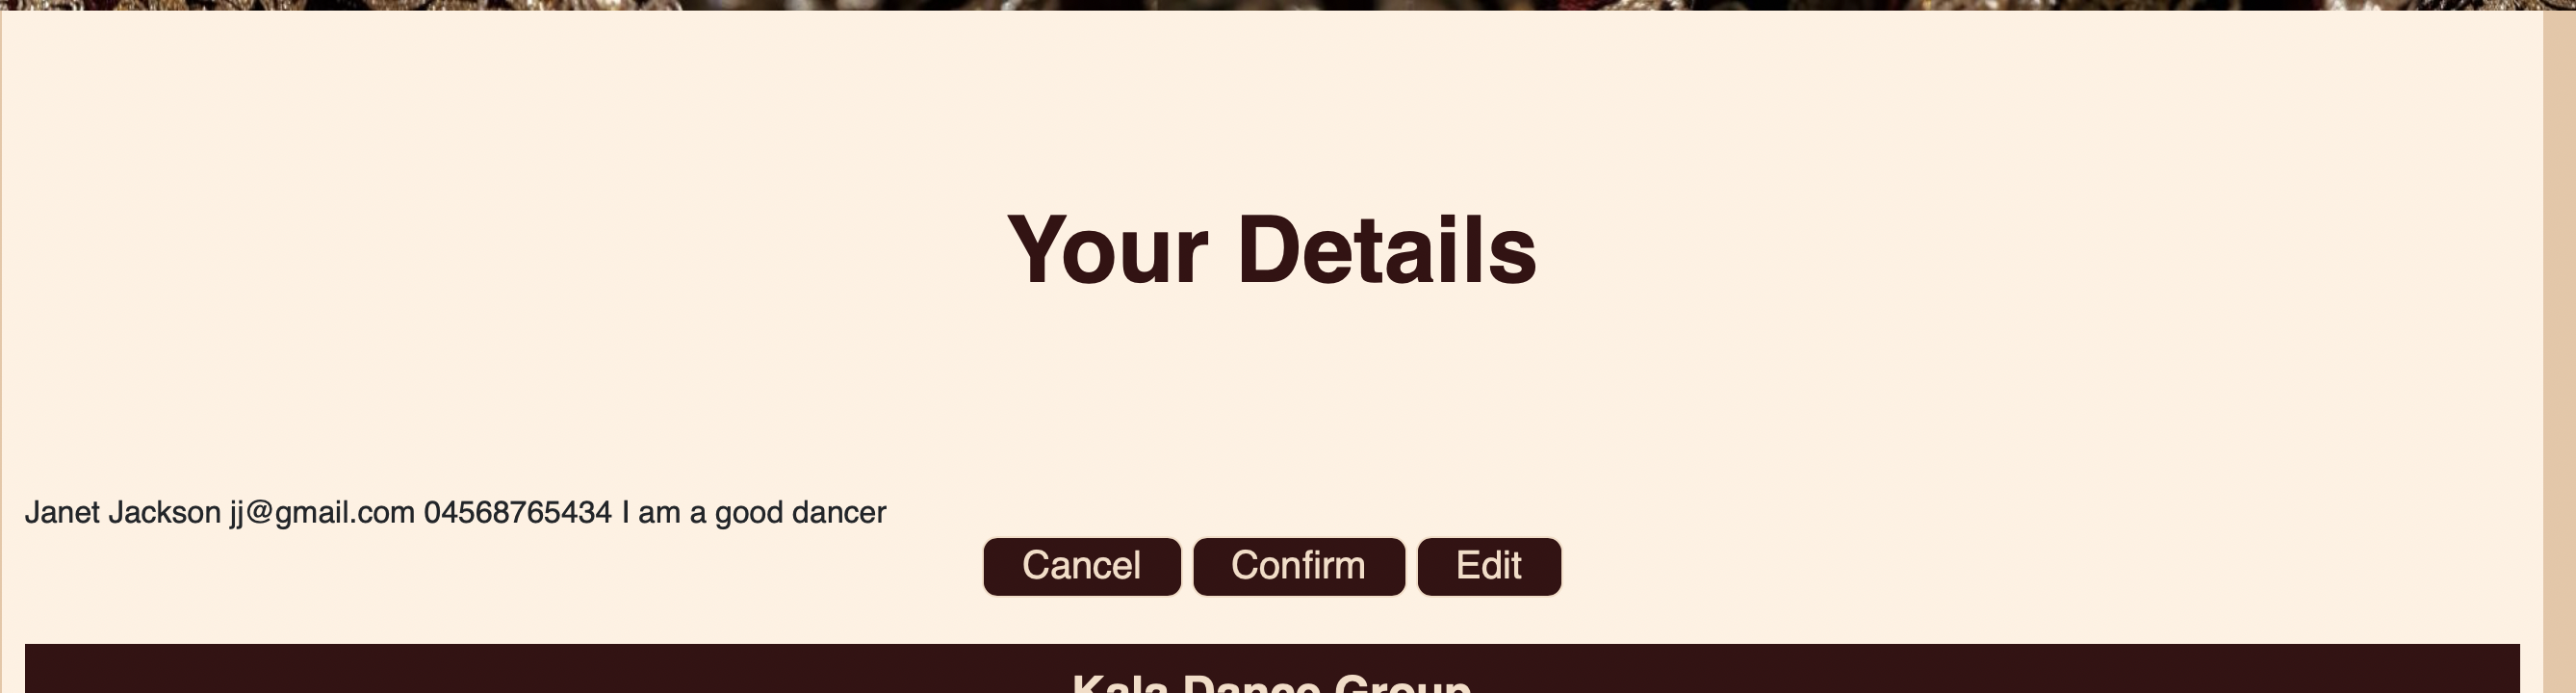 Your Details
Janet Jackson jj@gmail.com 04568765434 I am a good dancer
Cancel Confirm Edit
Kala Dance Group